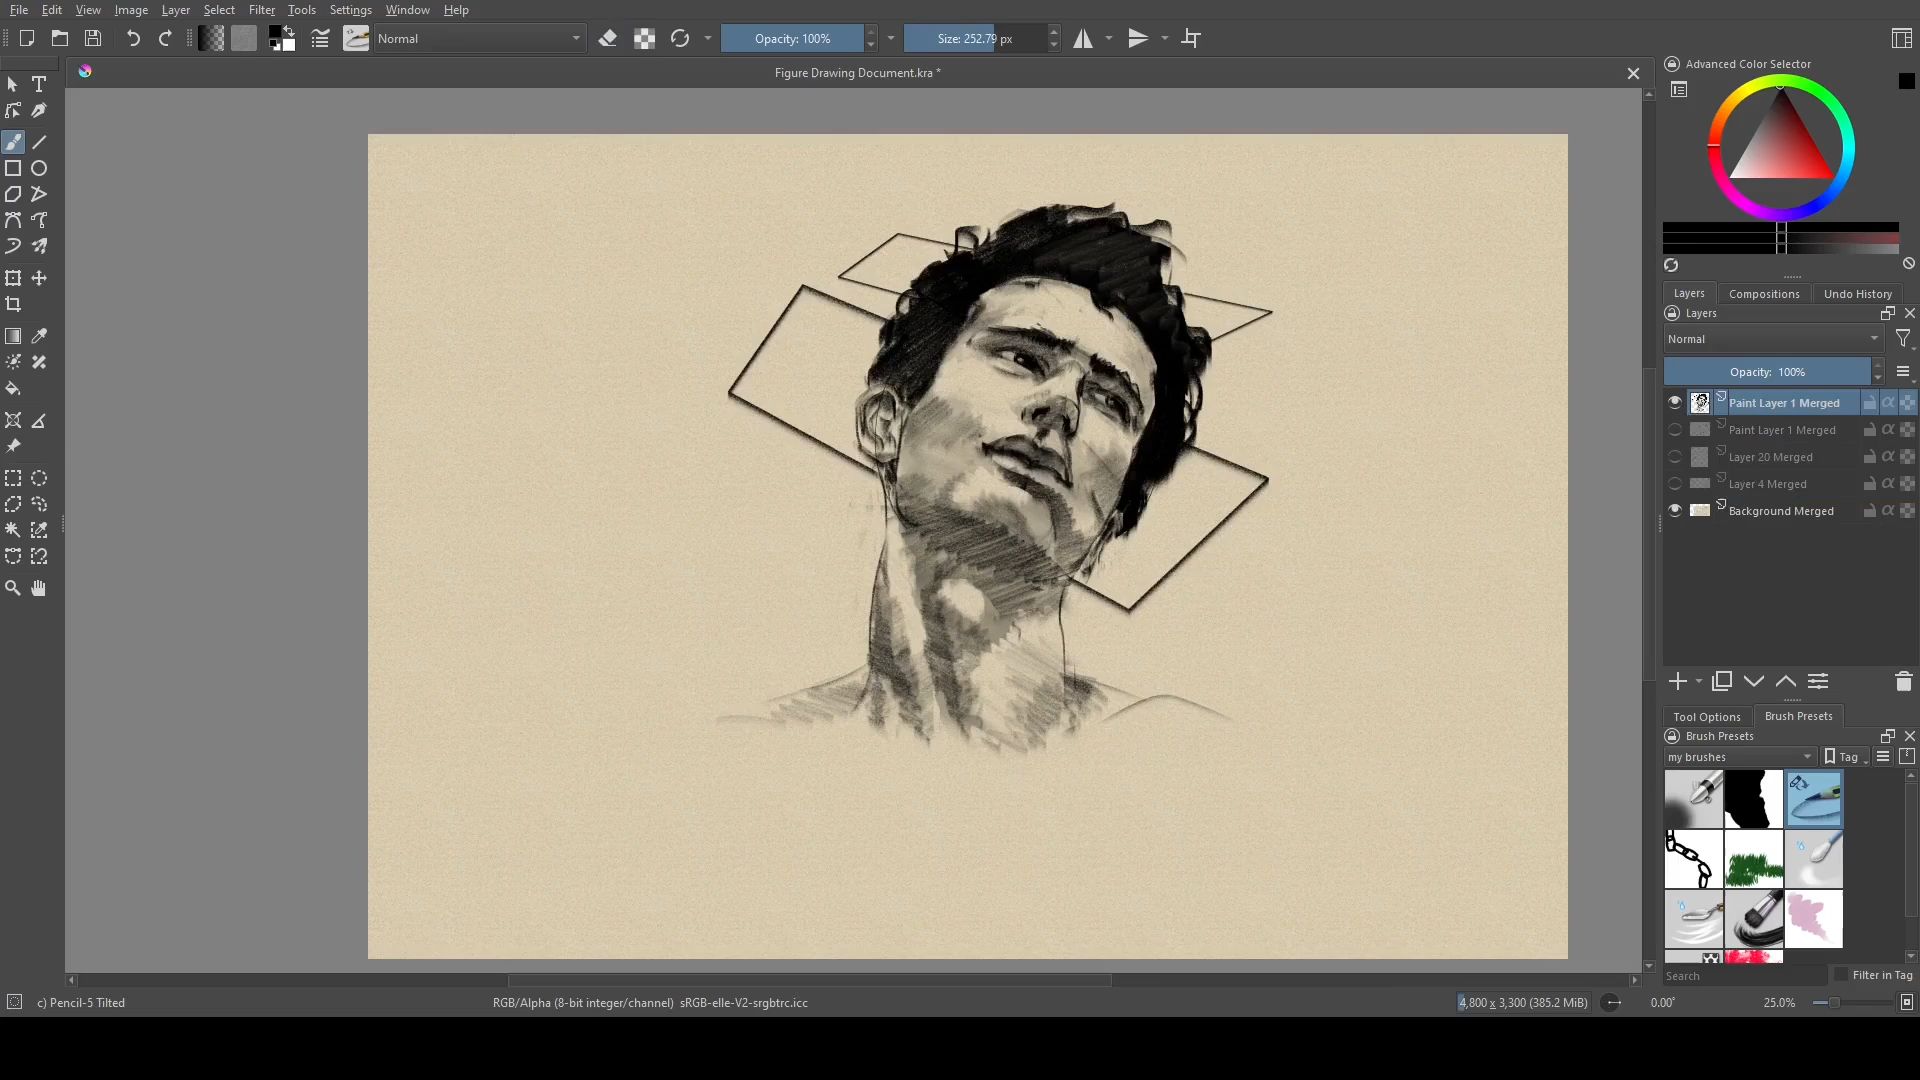 File Edit View Image Layer Select Filter Tools Settings Window Help
Normal
Opacity: 100%
Size: 252.79 px
Figure Drawing Document.kra *
Advanced Color Selector
Layers Compositions Undo History
Layers
Normal
Opacity: 100%
Paint Layer 1 Merged
Paint Layer 1 Merged
Layer 20 Merged
Layer 4 Merged
Background Merged
Tool Options Brush Presets
Brush Presets
my brushes Tag
Search Filter in Tag
c) Pencil-5 Tilted RGB/Alpha (8-bit integer/channel) sRGB-elle-V2-srgbtrc.icc 4,800 x 3,300 (385.2 MiB) 0.00° 25.0%